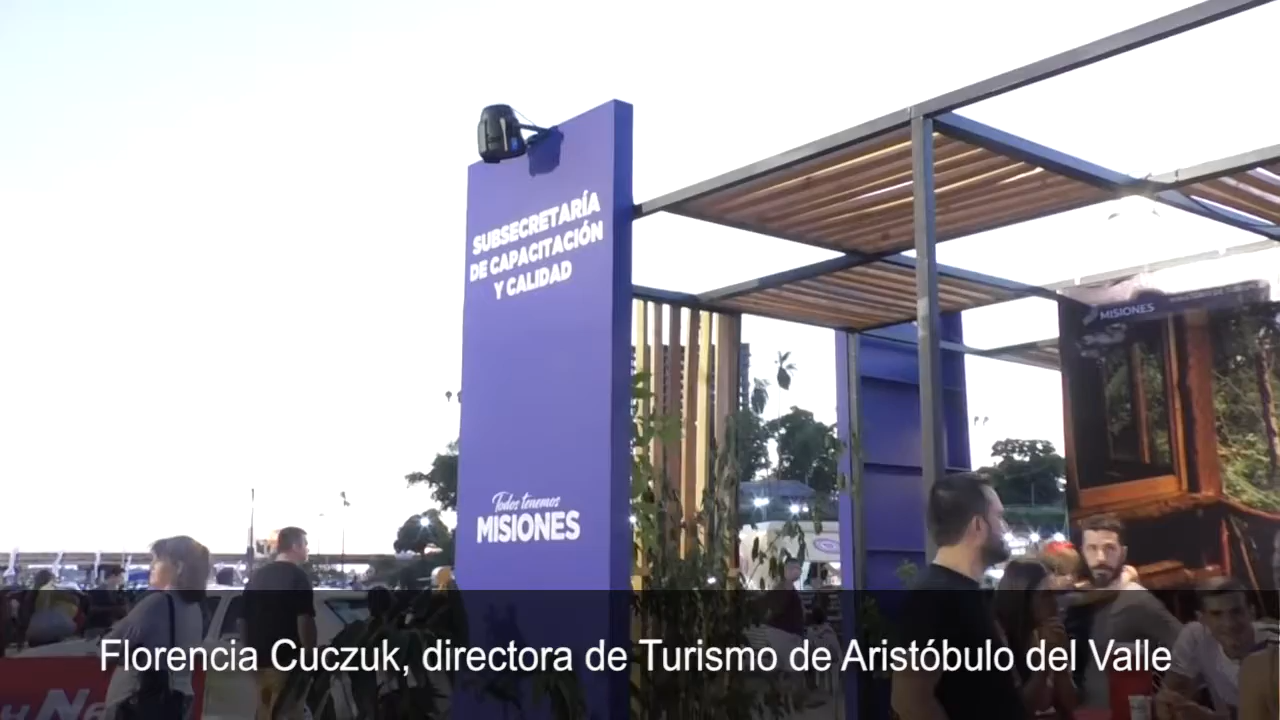 SUBSECRETARÍA
DE CAPACITACIÓN
Y CALIDAD
MISIONES
Todos tenemos
MISIONES
Florencia Cuczuk, directora de Turismo de Aristóbulo del Valle